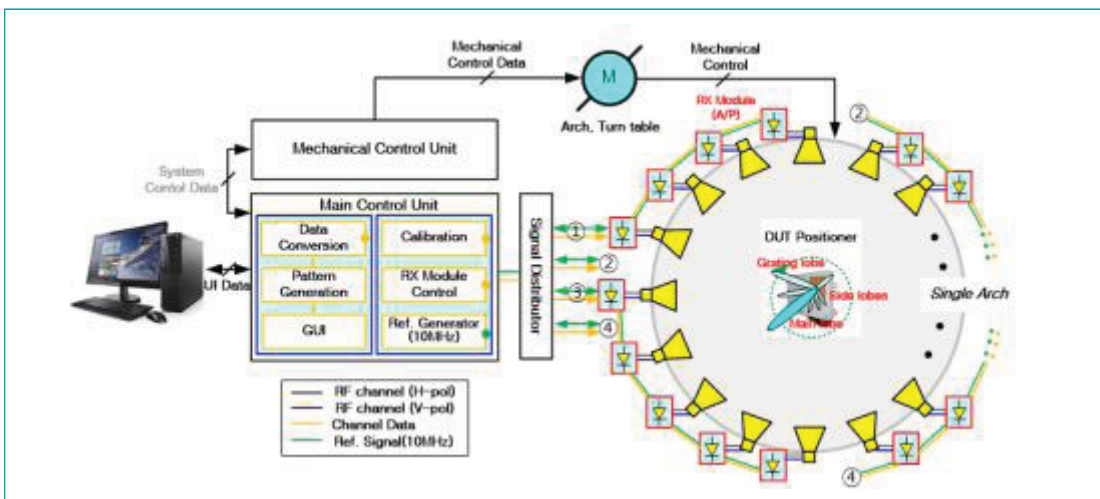 Mechanical
Control Data
Mechanical
Control
M
RX Module
(A/P)
Arch, Turn table
②
Mechanical Control Unit
System
Contol Data
Main Control Unit
Data
Conversion
Calibration
Signal Distributor
①
DUT Positioner
Pattern
Generation
RX Module
Control
②
Grating lobe
UI Data
③
Side lobes
Single Arch
GUI
Ref. Generator
(10MHz)
④
Main lobe
RF channel (H-pol)
RF channel (V-pol)
Channel Data
Ref. Signal(10MHz)
④